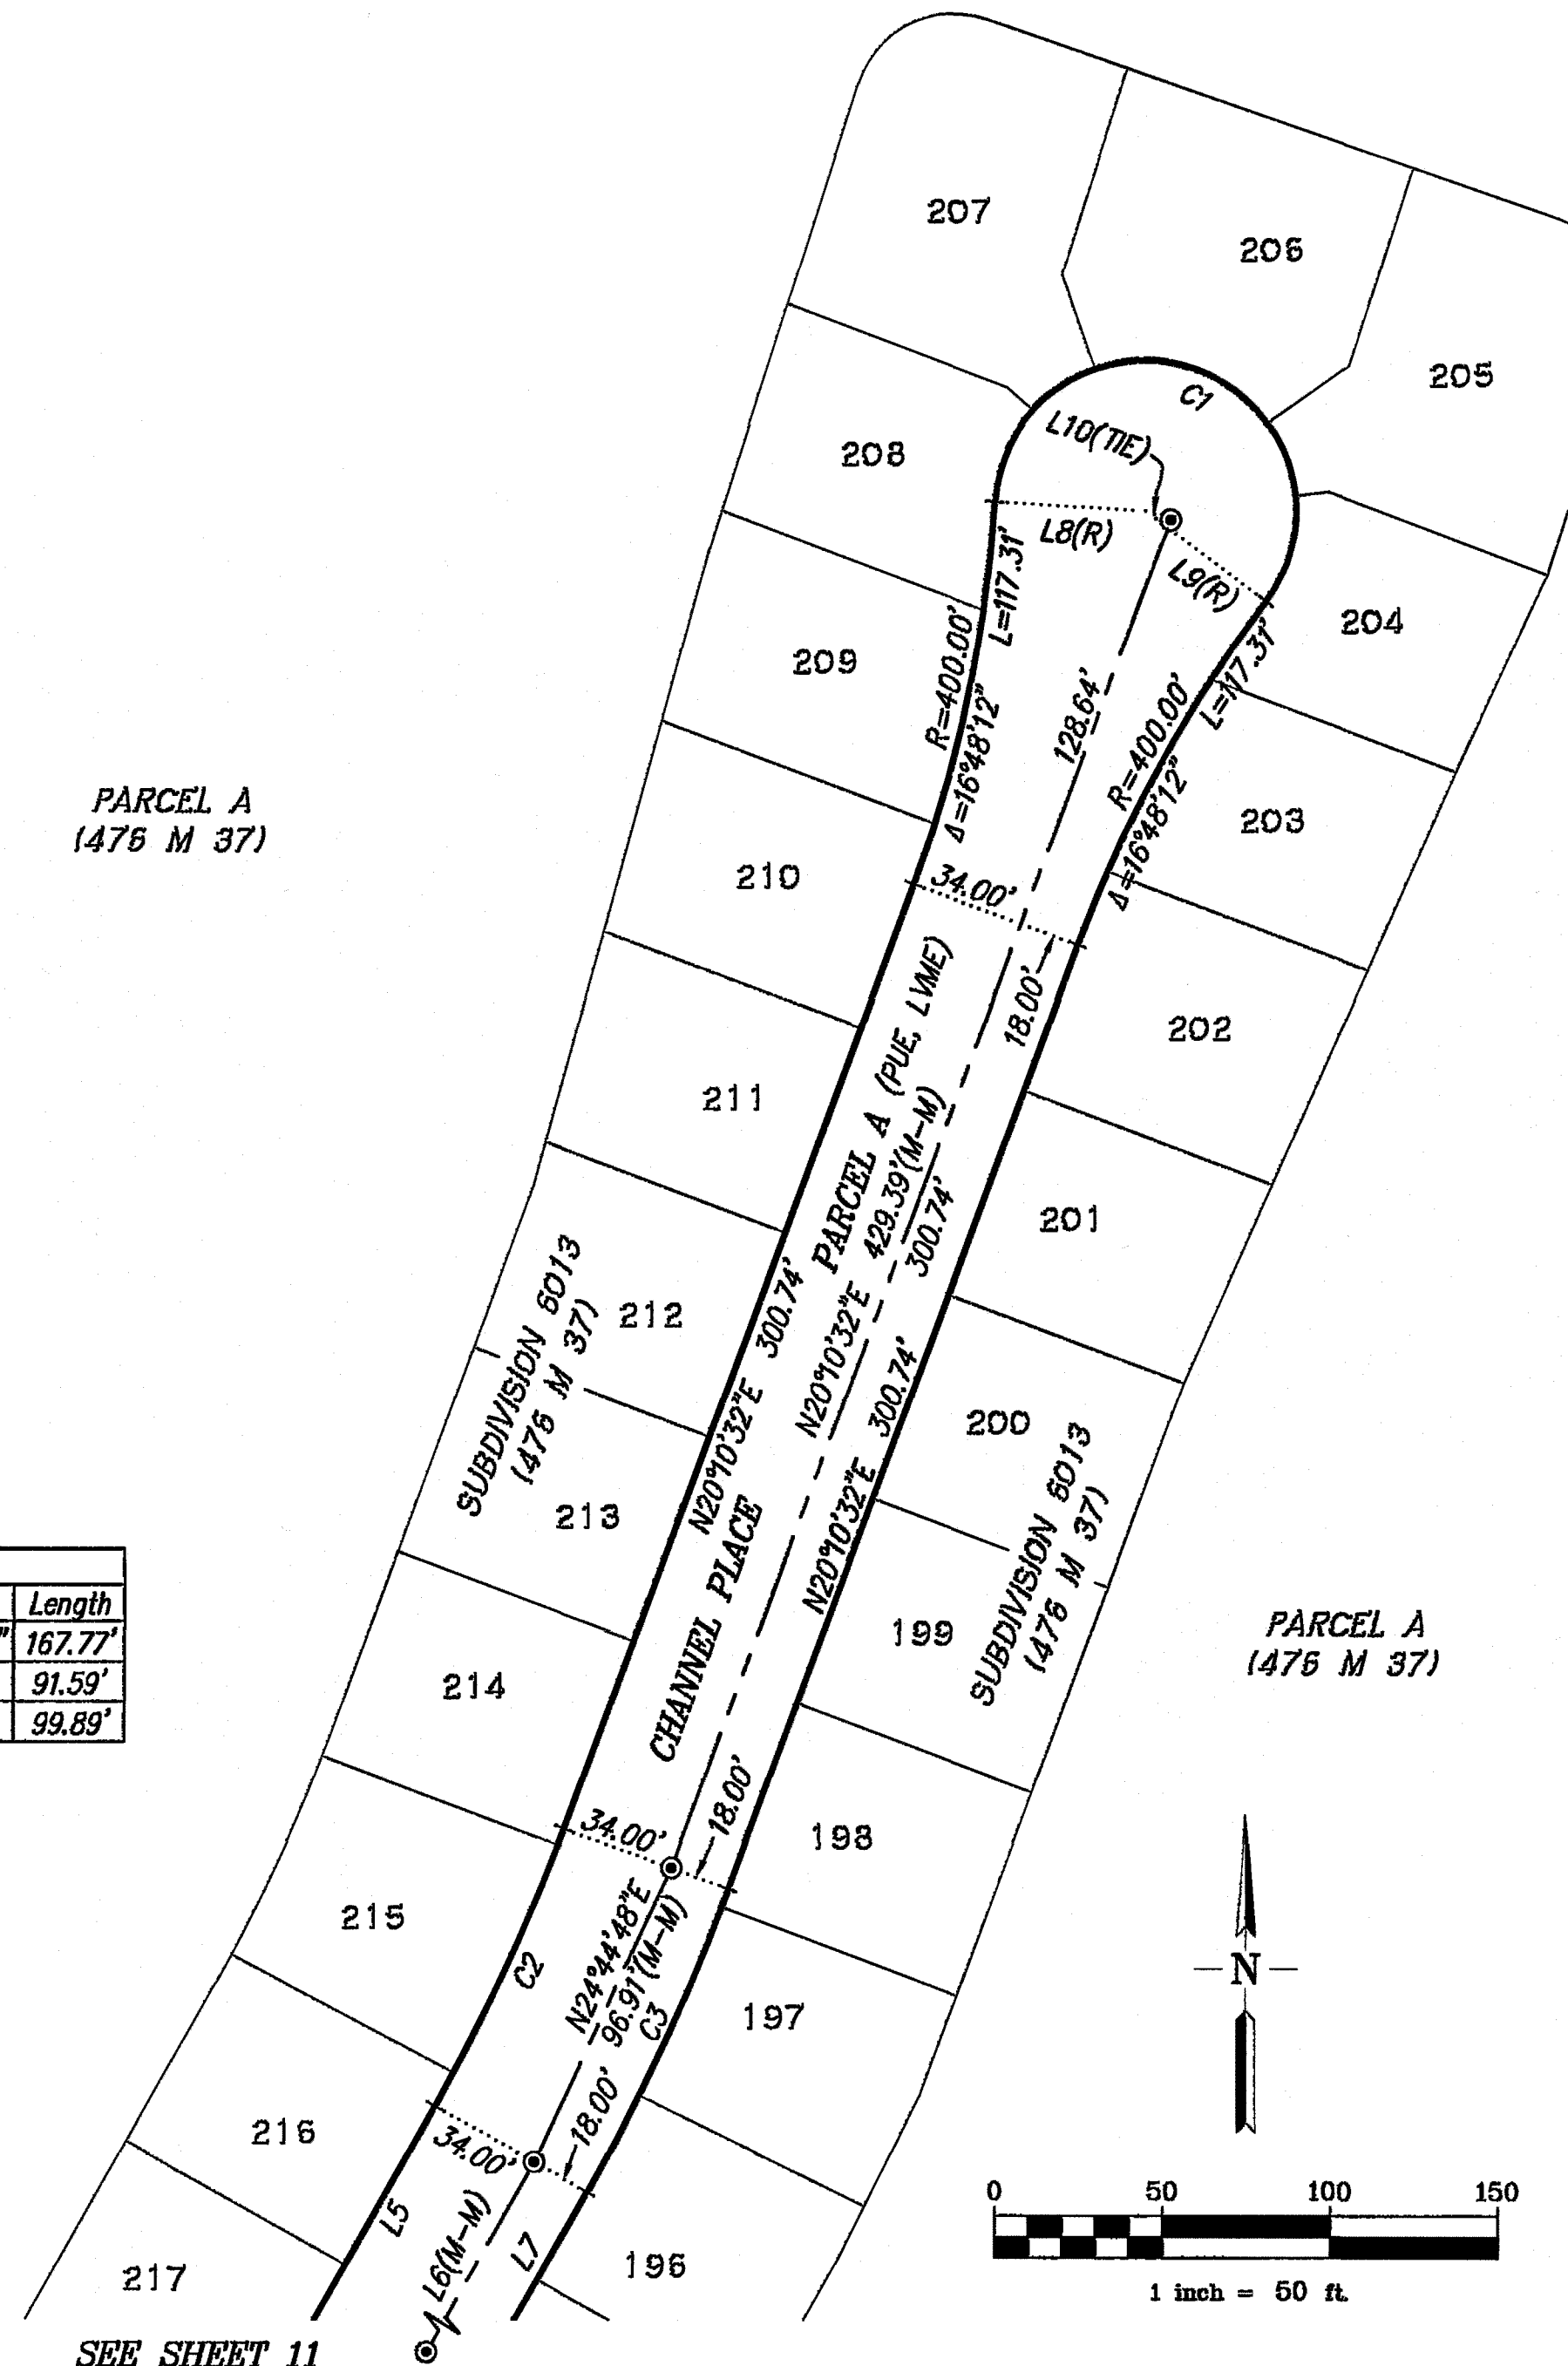 207
206
205
C1
L10(TIE)
208
L8(R)
L9(R)
L=117.31'
R=400.00'
Δ=16°48'12"
204
209
128.64'
L=117.31'
R=400.00'
Δ=16°48'12"
203
PARCEL A
(476 M 37)
210
34.00'
18.00'
202
211
PARCEL A (PUE, LVME)
N20°10'32"E 429.39'(M-M)
300.74'
201
SUBDIVISION 6013
(476 M 37)
212
N20°10'32"E 300.74'
N20°10'32"E 300.74'
200
213
CHANNEL PLACE
SUBDIVISION 6013
(476 M 37)
199
PARCEL A
(476 M 37)
Length
" 167.77'
91.59'
99.89'
214
18.00'
34.00'
198
215
N24°44'48"E
96.91'(M-M)
C2
C3
197
N
216
18.00'
34.00'
L5
L6(M-M)
L7
196
217
0 50 100 150
1 inch = 50 ft.
SEE SHEET 11